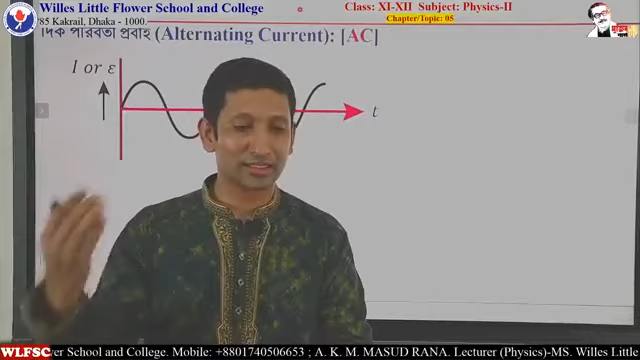 Willes Little Flower School and College
Class: XI-XII Subject: Physics-II
85 Kakrail, Dhaka - 1000.
Chapter/Topic: 05
দিক পরিবর্তী প্রবাহ (Alternating Current): [AC]
I or ε
t
WLFSC
wer School and College. Mobile: +8801740506653 ; A. K. M. MASUD RANA. Lecturer (Physics)-MS. Willes Little